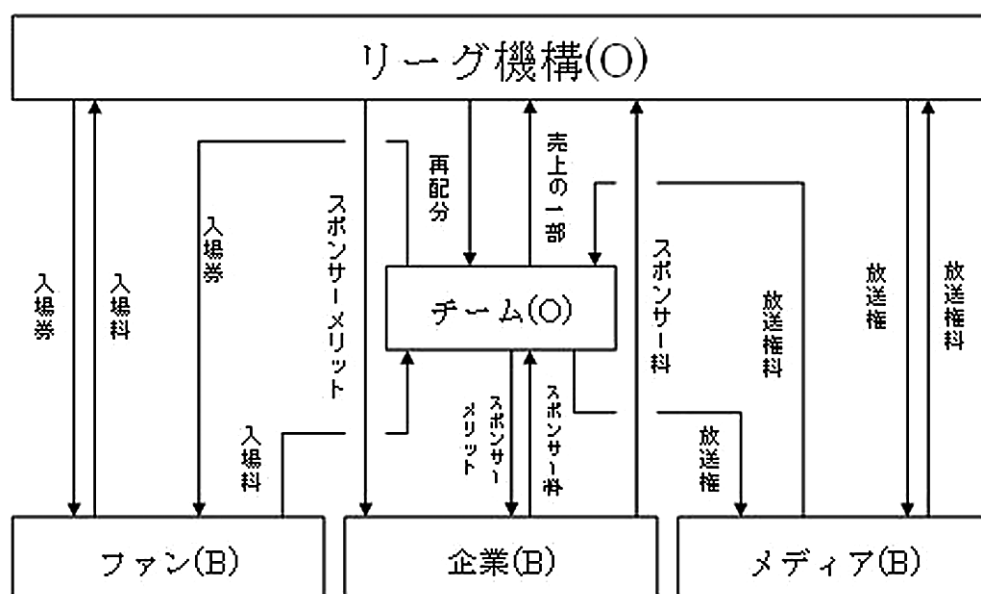 リーグ機構(O)
入場券
入場料
入場券
スポンサーメリット
再配分
売上の一部
スポンサー料
放送権料
放送権
放送権料
チーム(O)
入場料
スポンサー
メリット
スポンサー料
放送権
ファン(B)
企業(B)
メディア(B)